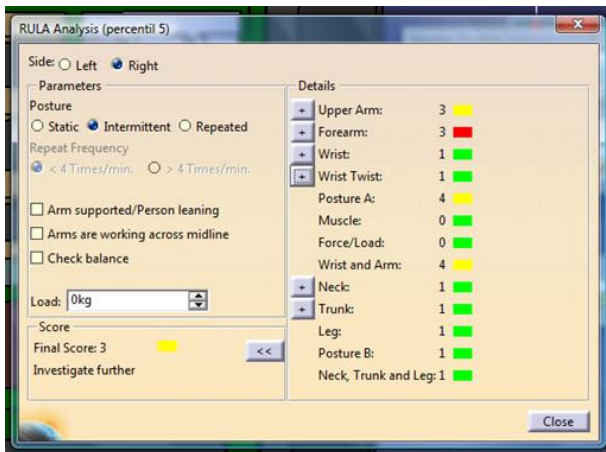 RULA Analysis (percentil 5)
Side: Left Right
Parameters
Posture
Static Intermittent Repeated
Repeat Frequency
< 4 Times/min. > 4 Times/min.
Arm supported/Person leaning
Arms are working across midline
Check balance
Load: 0kg
Score
Final Score: 3
<<
Investigate further
Details
+ Upper Arm: 3
+ Forearm: 3
+ Wrist: 1
+ Wrist Twist: 1
Posture A: 4
Muscle: 0
Force/Load: 0
Wrist and Arm: 4
+ Neck: 1
+ Trunk: 1
Leg: 1
Posture B: 1
Neck, Trunk and Leg: 1
Close